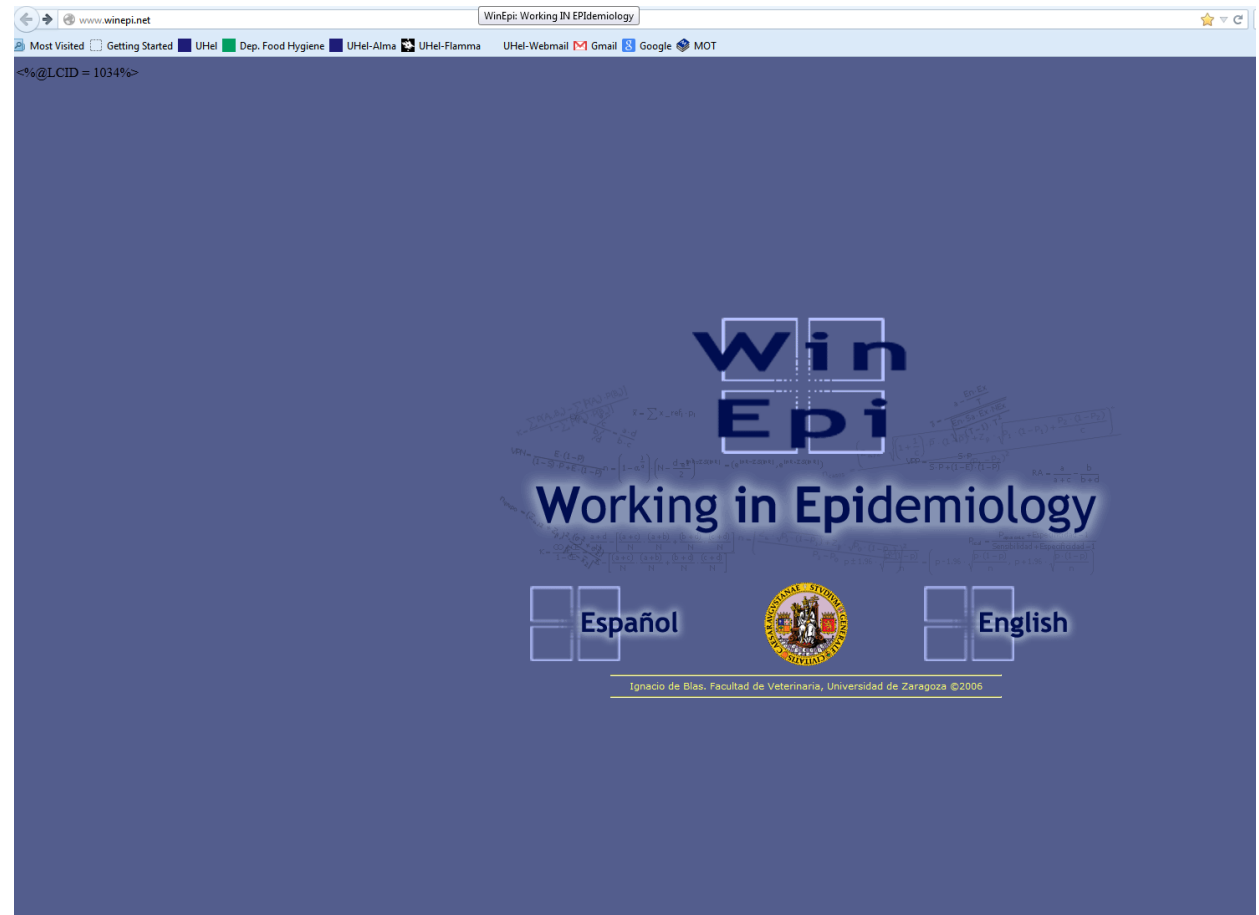 www.winepi.net
WinEpi: Working IN EPIdemiology
Most Visited Getting Started UHel Dep. Food Hygiene UHel-Alma UHel-Flamma UHel-Webmail Gmail Google MOT
<%@LCID = 1034%>
Win
Epi
Working in Epidemiology
Español
English
Ignacio de Blas. Facultad de Veterinaria, Universidad de Zaragoza ©2006